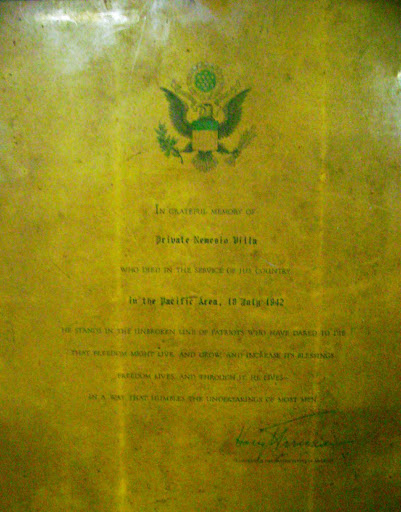 IN GRATEFUL MEMORY OF
Private Nemenio Villa
WHO DIED IN THE SERVICE OF HIS COUNTRY
in the Pacific Area, 10 July 1942
HE STANDS IN THE UNBROKEN LINE OF PATRIOTS WHO HAVE DARED TO DIE
THAT FREEDOM MIGHT LIVE, AND GROW, AND INCREASE ITS BLESSINGS
FREEDOM LIVES, AND THROUGH IT, HE LIVES—
IN A WAY THAT HUMBLES THE UNDERTAKINGS OF MOST MEN
Harry Truman